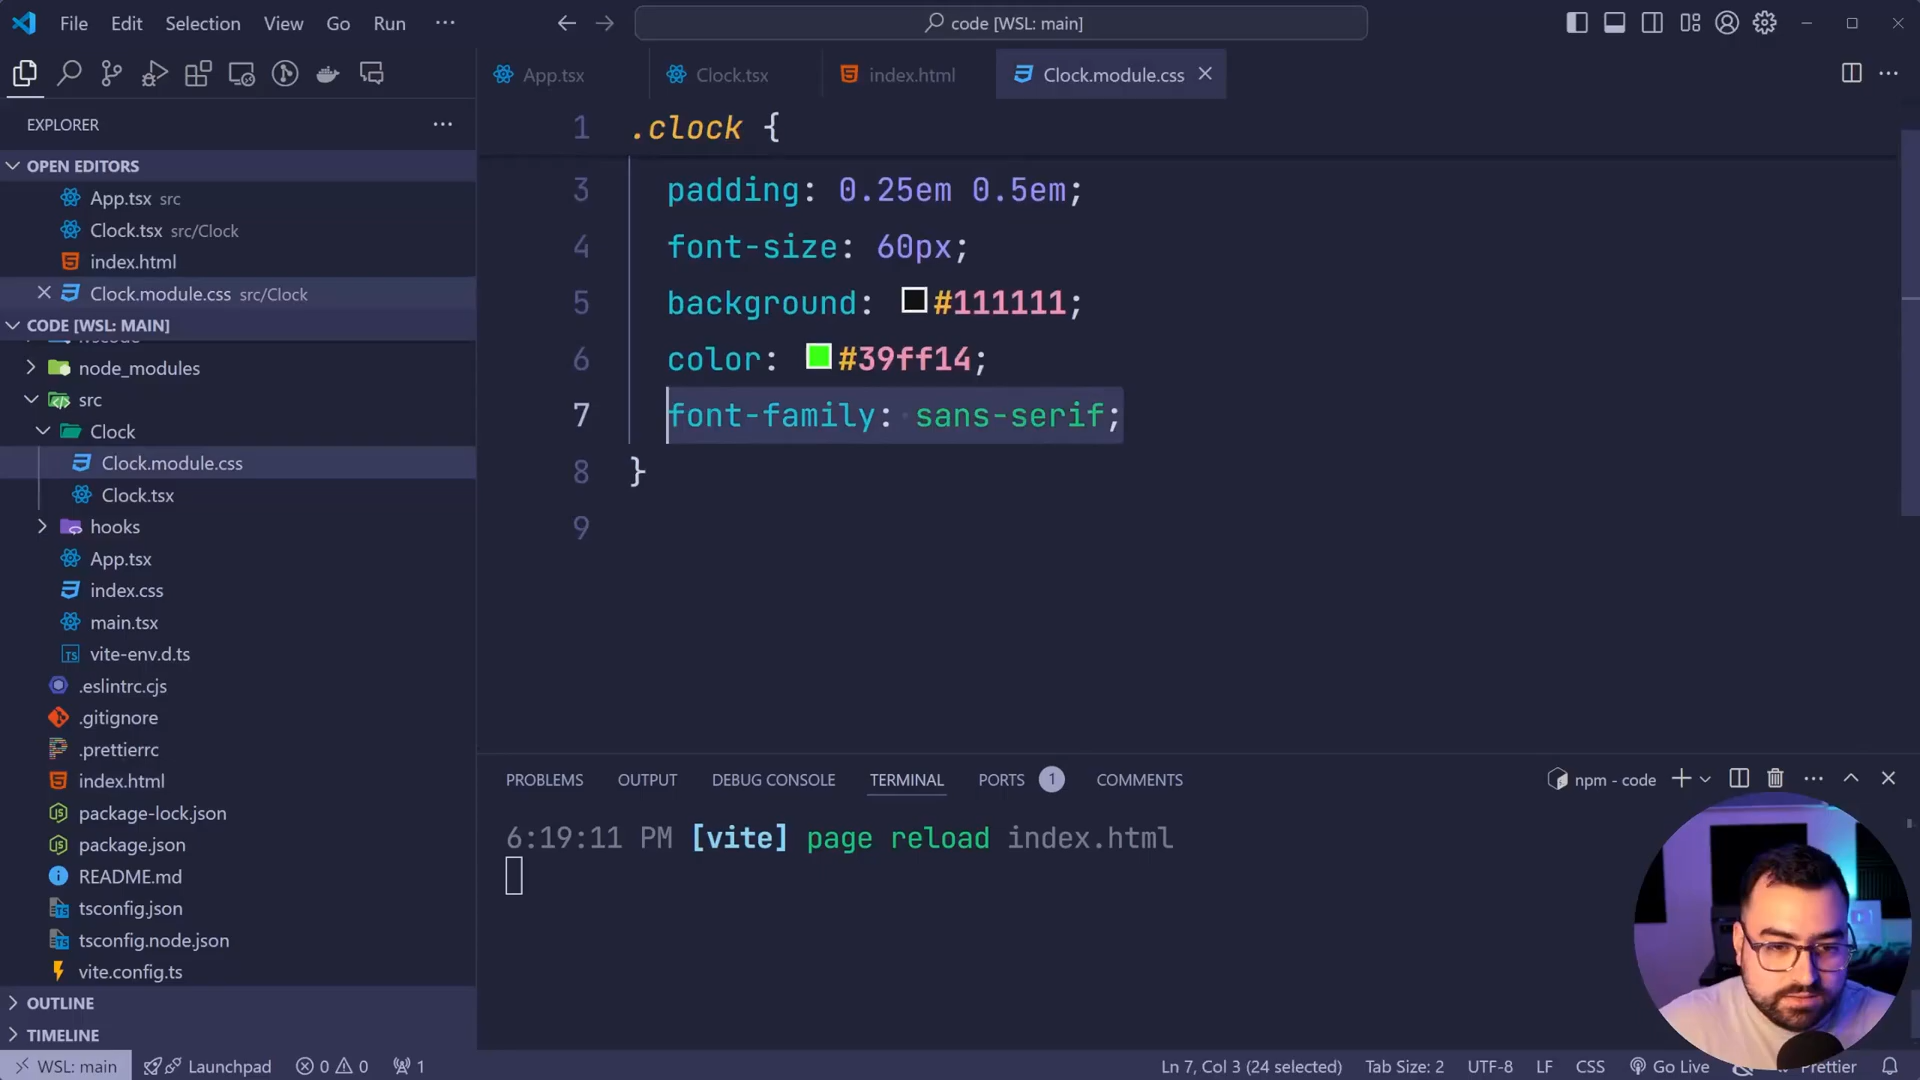 File Edit Selection View Go Run ··· code [WSL: main]
App.tsx Clock.tsx index.html Clock.module.css
EXPLORER
OPEN EDITORS
App.tsx src
Clock.tsx src/Clock
index.html
Clock.module.css src/Clock
CODE [WSL: MAIN]
node_modules
src
Clock
Clock.module.css
Clock.tsx
hooks
App.tsx
index.css
main.tsx
vite-env.d.ts
.eslintrc.cjs
.gitignore
.prettierrc
index.html
package-lock.json
package.json
README.md
tsconfig.json
tsconfig.node.json
vite.config.ts
OUTLINE
TIMELINE
1 .clock {
3 padding: 0.25em 0.5em;
4 font-size: 60px;
5 background: #111111;
6 color: #39ff14;
7 font-family: sans-serif;
8 }
9
PROBLEMS OUTPUT DEBUG CONSOLE TERMINAL PORTS 1 COMMENTS npm - code
6:19:11 PM [vite] page reload index.html
WSL: main Launchpad 0 0 1 Ln 7, Col 3 (24 selected) Tab Size: 2 UTF-8 LF CSS Go Live Prettier